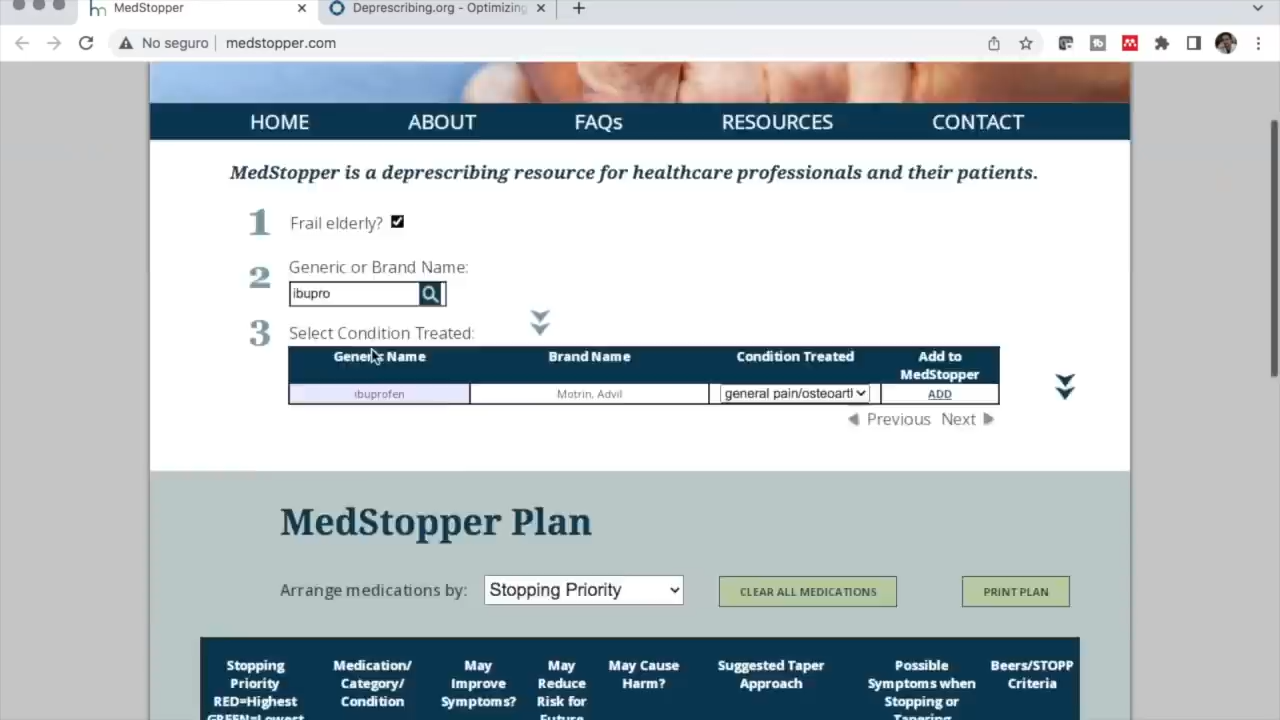 MedStopper
Deprescribing.org - Optimizing
No seguro
medstopper.com
HOME ABOUT FAQs RESOURCES CONTACT
MedStopper is a deprescribing resource for healthcare professionals and their patients.
1 Frail elderly?
2 Generic or Brand Name:
ibupro
3 Select Condition Treated:
Generic Name Brand Name Condition Treated Add to
MedStopper
ibuprofen Motrin, Advil general pain/osteoart ADD
Previous Next
MedStopper Plan
Arrange medications by: Stopping Priority CLEAR ALL MEDICATIONS PRINT PLAN
Stopping Medication/ May May May Cause Suggested Taper Possible Beers/STOPP
Priority Category/ Improve Reduce Harm? Approach Symptoms when Criteria
RED=Highest Condition Symptoms? Risk for Stopping or
GREEN=Lowest Future Tapering